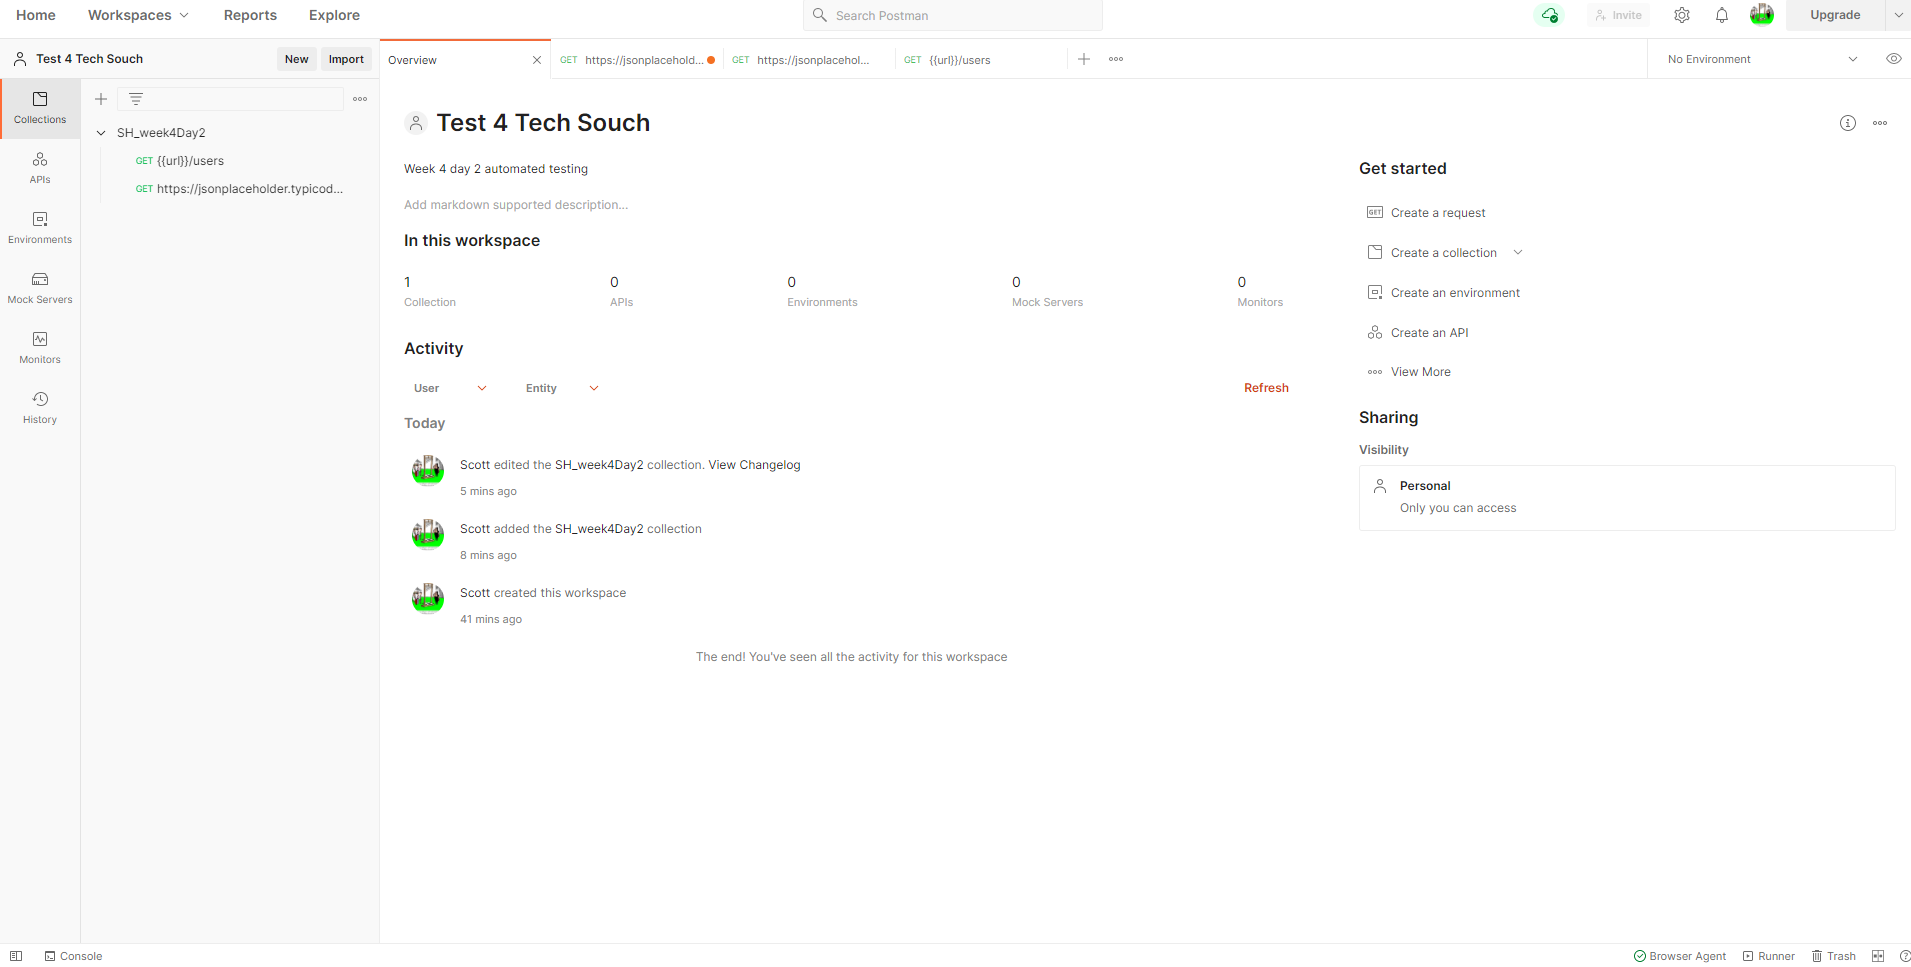 Home Workspaces Reports Explore Search Postman Invite Upgrade
Test 4 Tech Souch New Import Overview GET https://jsonplacehold... GET https://jsonplacehol... GET {{url}}/users No Environment
Collections
APIs
Environments
Mock Servers
Monitors
History
SH_week4Day2
GET {{url}}/users
GET https://jsonplaceholder.typicod...
Test 4 Tech Souch
Week 4 day 2 automated testing
Add markdown supported description...
In this workspace
1 0 0 0 0
Collection APIs Environments Mock Servers Monitors
Activity
User Entity Refresh
Today
Scott edited the SH_week4Day2 collection. View Changelog
5 mins ago
Scott added the SH_week4Day2 collection
8 mins ago
Scott created this workspace
41 mins ago
The end! You've seen all the activity for this workspace
Get started
GET Create a request
Create a collection
Create an environment
Create an API
View More
Sharing
Visibility
Personal
Only you can access
Console Browser Agent Runner Trash